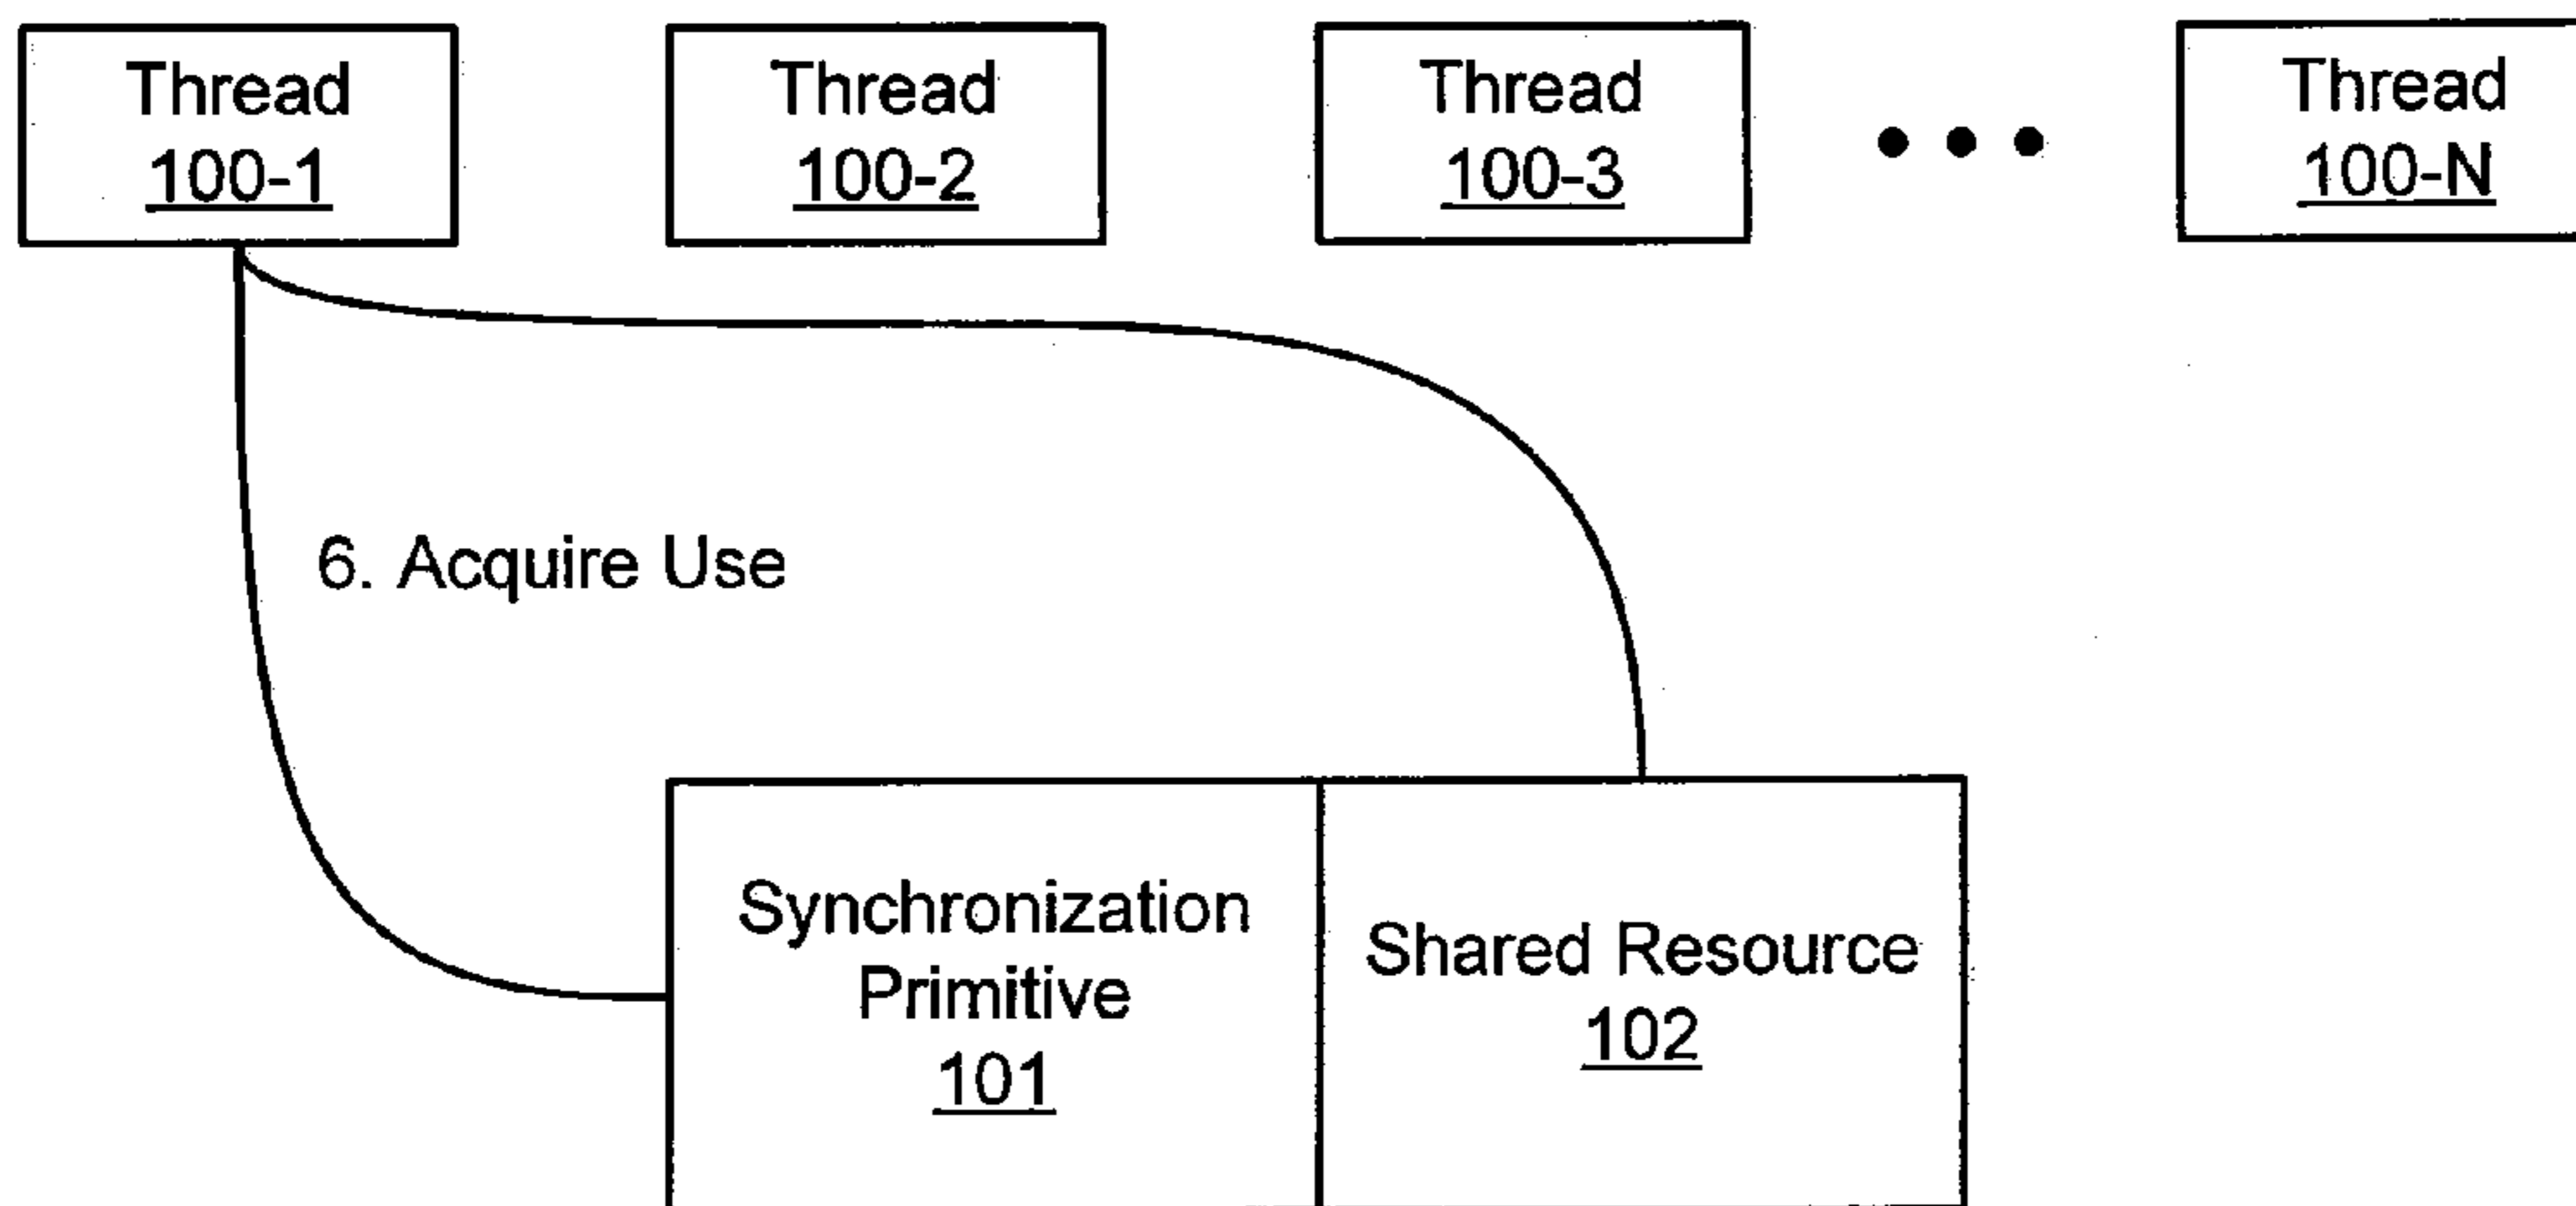 Thread
100-1
Thread
100-2
Thread
100-3
Thread
100-N
6. Acquire Use
Synchronization
Primitive
101
Shared Resource
102